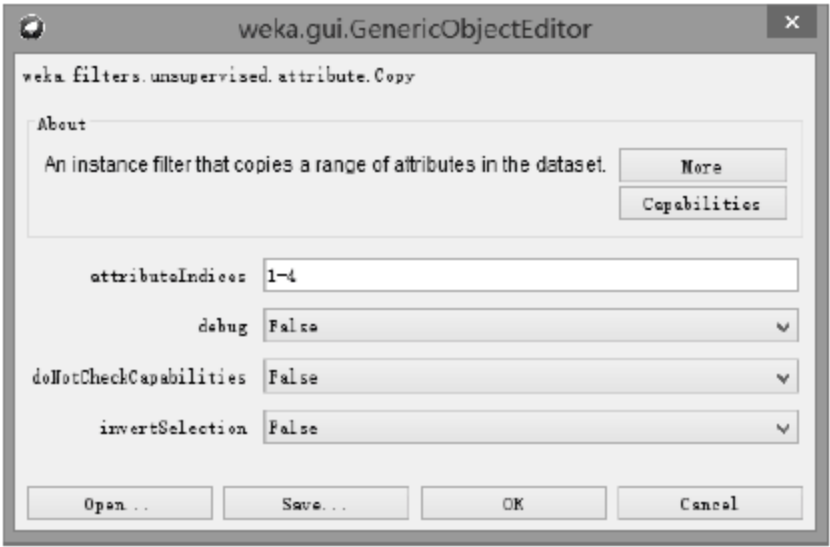 weka.gui.GenericObjectEditor
weka.filters.unsupervised.attribute.Copy
About
An instance filter that copies a range of attributes in the dataset.
More
Capabilities
attributeIndices 1-4
debug False
doNotCheckCapabilities False
invertSelection False
Open... Save... OK Cancel